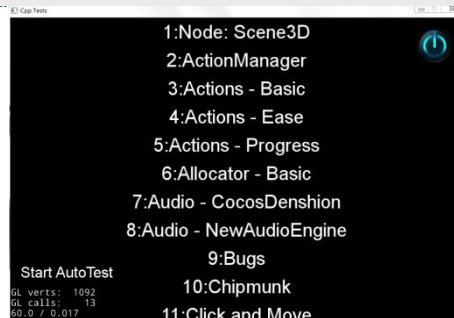 Cpp Tests
1:Node: Scene3D
2:ActionManager
3:Actions - Basic
4:Actions - Ease
5:Actions - Progress
6:Allocator - Basic
7:Audio - CocosDenshion
8:Audio - NewAudioEngine
9:Bugs
10:Chipmunk
11:Click and Move
Start AutoTest
GL verts: 1092
GL calls: 13
60.0 / 0.017